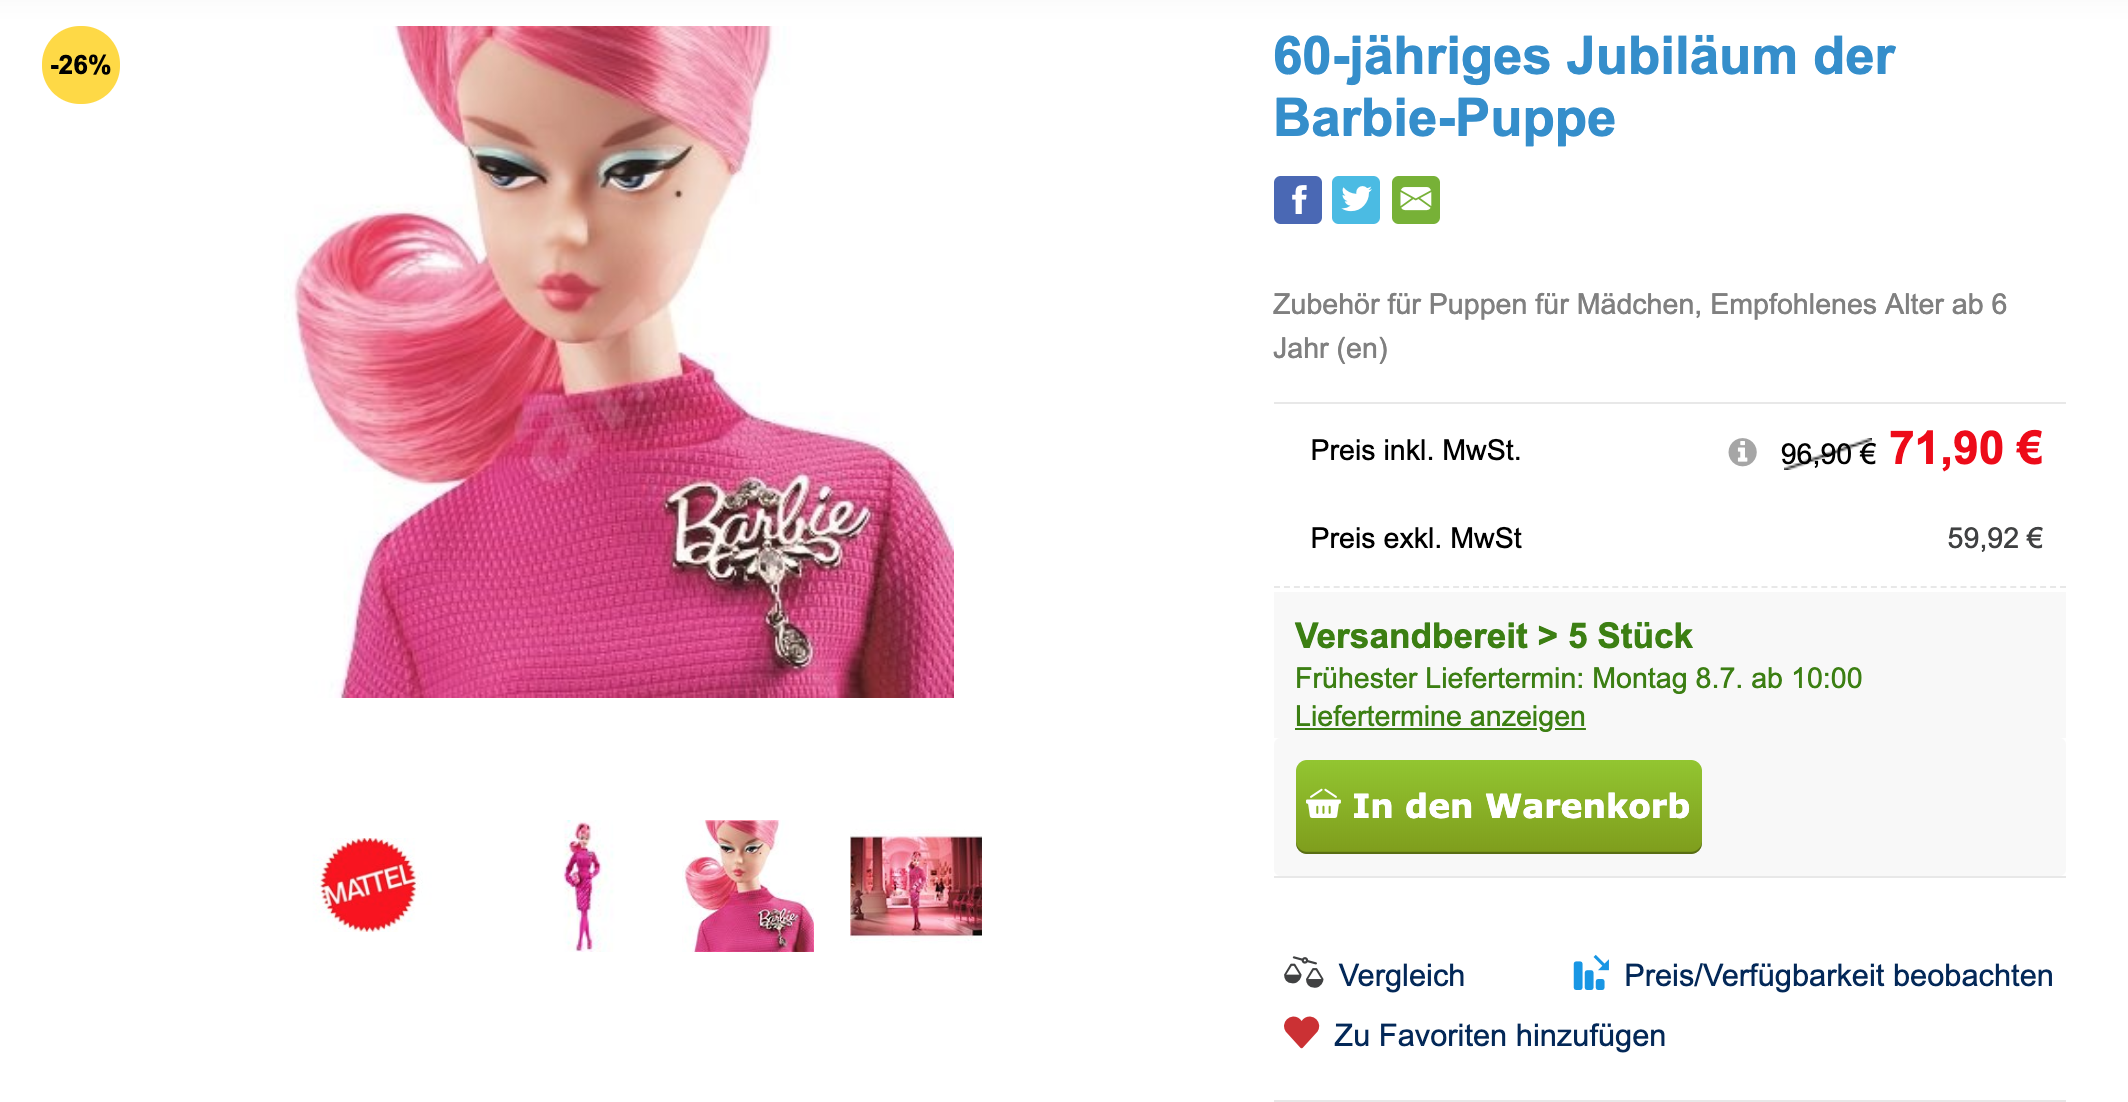 -26%
60-jähriges Jubiläum der
Barbie-Puppe
f
Zubehör für Puppen für Mädchen, Empfohlenes Alter ab 6
Jahr (en)
Preis inkl. MwSt. i 96,90 € 71,90 €
Preis exkl. MwSt 59,92 €
Versandbereit > 5 Stück
Frühester Liefertermin: Montag 8.7. ab 10:00
Liefertermine anzeigen
In den Warenkorb
Vergleich Preis/Verfügbarkeit beobachten
Zu Favoriten hinzufügen
Barbie
MATTEL
Barbie